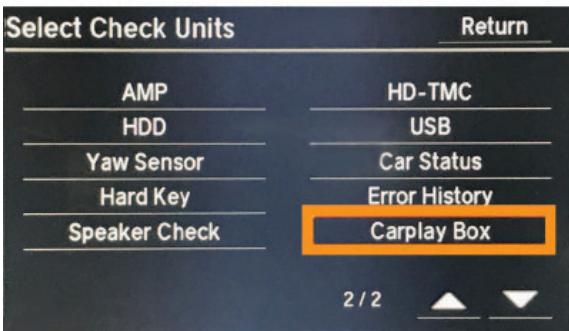 Select Check Units
Return
AMP
HD-TMC
HDD
USB
Yaw Sensor
Car Status
Hard Key
Error History
Speaker Check
Carplay Box
2/2